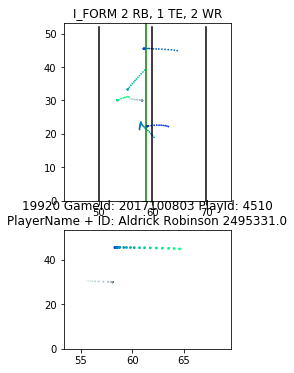 I_FORM 2 RB, 1 TE, 2 WR
50
40
30
20
10
0
50 60 70
19920 GameId: 2017100803 PlayId: 4510
PlayerName + ID: Aldrick Robinson 2495331.0
40
20
0
55 60 65